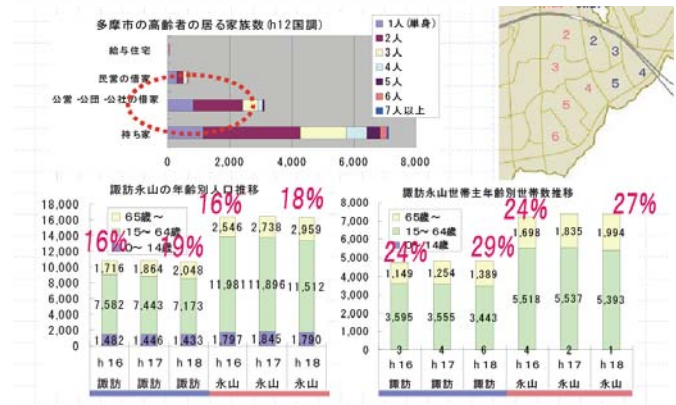 多摩市の高齢者の居る家族数(h12国調)
給与住宅
民営の借家
公営・公団・公社の借家
持ち家
0 2,000 4,000 6,000 8,000
1人(単身)
2人
3人
4人
5人
6人
7人以上
2 2 3
3 5 4
5 5
6
諏訪永山の年齢別人口推移
18,000
16,000
14,000
12,000
10,000
8,000
6,000
4,000
2,000
0
65歳～
15～64歳
0～14歳
16% 19% 16% 18%
1,716 1,864 2,048 2,546 2,738 2,959
7,582 7,443 7,173 11,981 11,896 11,512
1,482 1,446 1,433 1,797 1,845 1,790
h16 h17 h18 h16 h17 h18
諏訪 諏訪 諏訪 永山 永山 永山
諏訪永山世帯主年齢別世帯数推移
8,000
7,000
6,000
5,000
4,000
3,000
2,000
1,000
0
65歳～
15～64歳
0～14歳
24% 29% 24% 27%
1,149 1,254 1,389 1,698 1,835 1,994
3,595 3,555 3,443 5,518 5,537 5,393
3 4 6 4 2 1
h16 h17 h18 h16 h17 h18
諏訪 諏訪 諏訪 永山 永山 永山